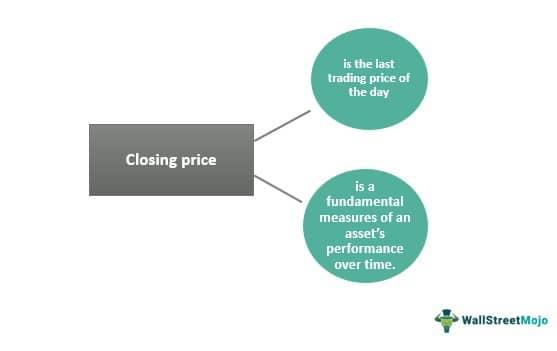 is the last
trading price of
the day
Closing price
is a
fundamental
measures of an
asset's
performance
over time.
WallStreetMojo